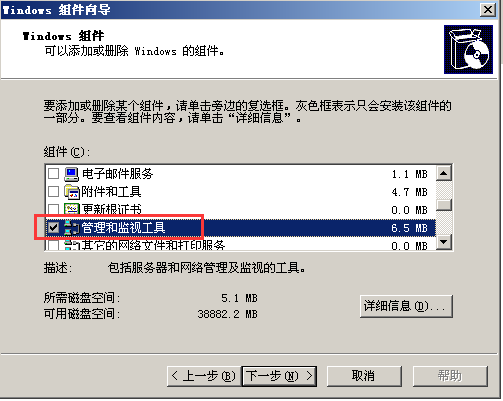 Windows 组件向导
Windows 组件
可以添加或删除 Windows 的组件。
要添加或删除某个组件，请单击旁边的复选框。灰色框表示只会安装该组件的
一部分。要查看组件内容，请单击“详细信息”。
组件(C):
电子邮件服务 1.1 MB
附件和工具 4.7 MB
更新根证书 0.0 MB
管理和监视工具 6.5 MB
其它的网络文件和打印服务 0.0 MB
描述: 包括服务器和网络管理及监视的工具。
所需磁盘空间: 5.1 MB
可用磁盘空间: 38882.2 MB
详细信息(D)...
< 上一步(B) 下一步(N) > 取消 帮助